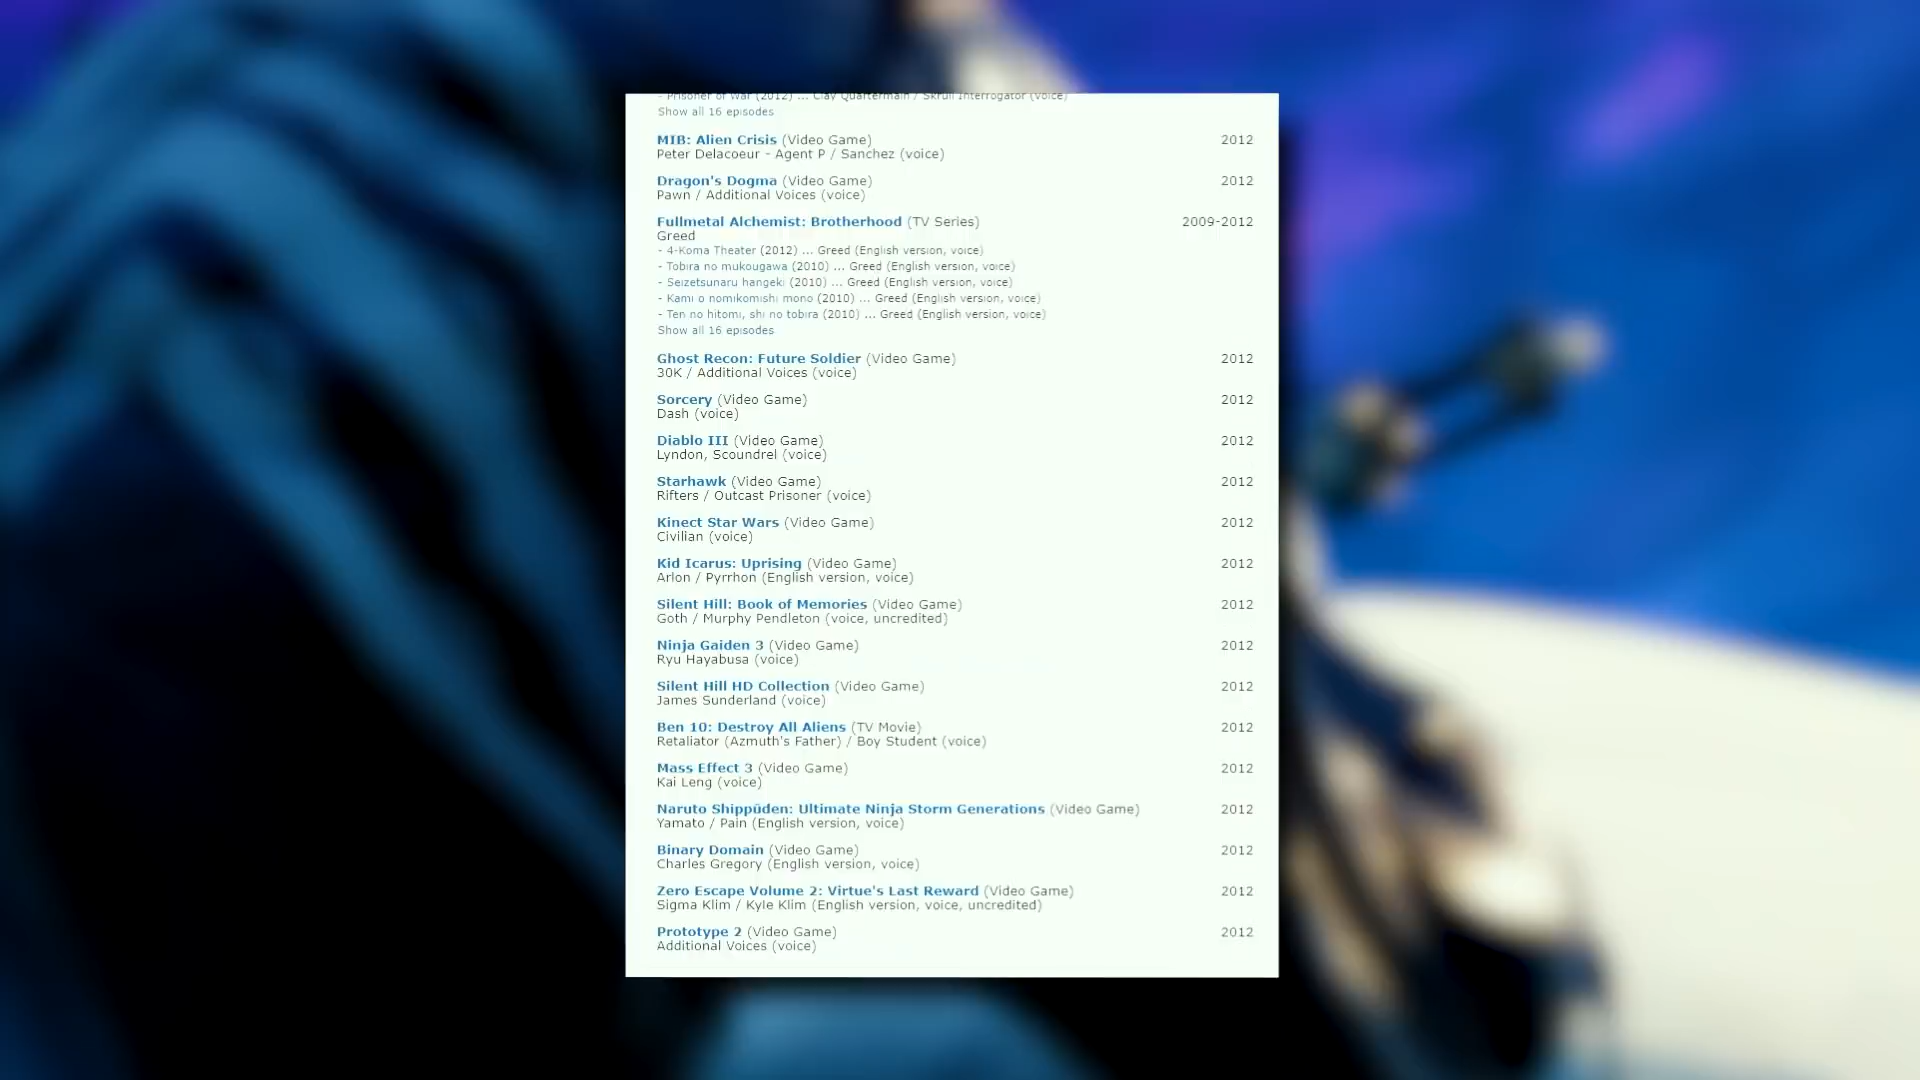 - Prisoner of War (2012) ... Clay Quartermain / Skrull Interrogator (voice)
Show all 16 episodes
MIB: Alien Crisis (Video Game) 2012
Peter Delacoeur - Agent P / Sanchez (voice)
Dragon's Dogma (Video Game) 2012
Pawn / Additional Voices (voice)
Fullmetal Alchemist: Brotherhood (TV Series) 2009-2012
Greed
- 4-Koma Theater (2012) ... Greed (English version, voice)
- Tobira no mukougawa (2010) ... Greed (English version, voice)
- Seizetsunaru hangeki (2010) ... Greed (English version, voice)
- Kami o nomikomishi mono (2010) ... Greed (English version, voice)
- Ten no hitomi, shi no tobira (2010) ... Greed (English version, voice)
Show all 16 episodes
Ghost Recon: Future Soldier (Video Game) 2012
30K / Additional Voices (voice)
Sorcery (Video Game) 2012
Dash (voice)
Diablo III (Video Game) 2012
Lyndon, Scoundrel (voice)
Starhawk (Video Game) 2012
Rifters / Outcast Prisoner (voice)
Kinect Star Wars (Video Game) 2012
Civilian (voice)
Kid Icarus: Uprising (Video Game) 2012
Arlon / Pyrrhon (English version, voice)
Silent Hill: Book of Memories (Video Game) 2012
Goth / Murphy Pendleton (voice, uncredited)
Ninja Gaiden 3 (Video Game) 2012
Ryu Hayabusa (voice)
Silent Hill HD Collection (Video Game) 2012
James Sunderland (voice)
Ben 10: Destroy All Aliens (TV Movie) 2012
Retaliator (Azmuth's Father) / Boy Student (voice)
Mass Effect 3 (Video Game) 2012
Kai Leng (voice)
Naruto Shippûden: Ultimate Ninja Storm Generations (Video Game) 2012
Yamato / Pain (English version, voice)
Binary Domain (Video Game) 2012
Charles Gregory (English version, voice)
Zero Escape Volume 2: Virtue's Last Reward (Video Game) 2012
Sigma Klim / Kyle Klim (English version, voice, uncredited)
Prototype 2 (Video Game) 2012
Additional Voices (voice)